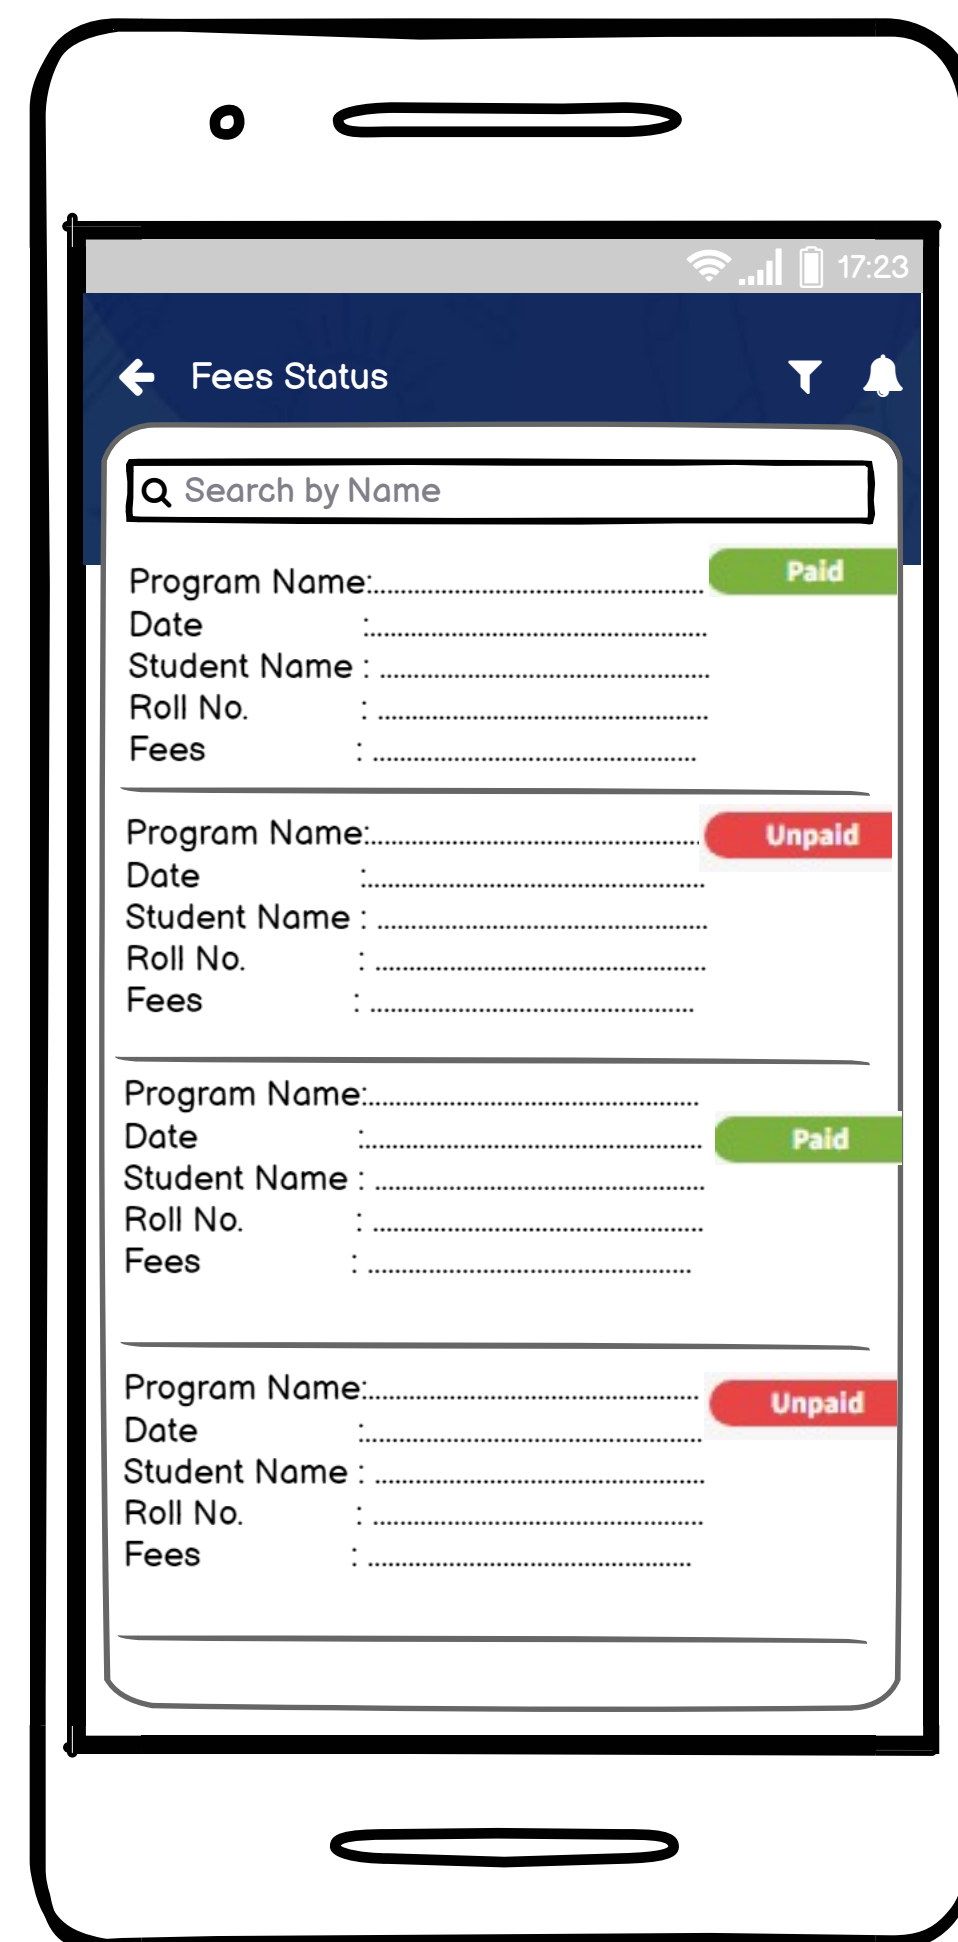 17:23
Fees Status
Search by Name
Program Name:.................................................. Paid
Date :..................................................
Student Name : .................................................
Roll No. : .................................................
Fees : ................................................
Program Name:................................................. Unpaid
Date :..................................................
Student Name : .................................................
Roll No. : .................................................
Fees : ................................................
Program Name:.................................................
Date :.................................................. Paid
Student Name : .................................................
Roll No. : .................................................
Fees : ................................................
Program Name:................................................. Unpaid
Date :..................................................
Student Name : .................................................
Roll No. : .................................................
Fees : ................................................